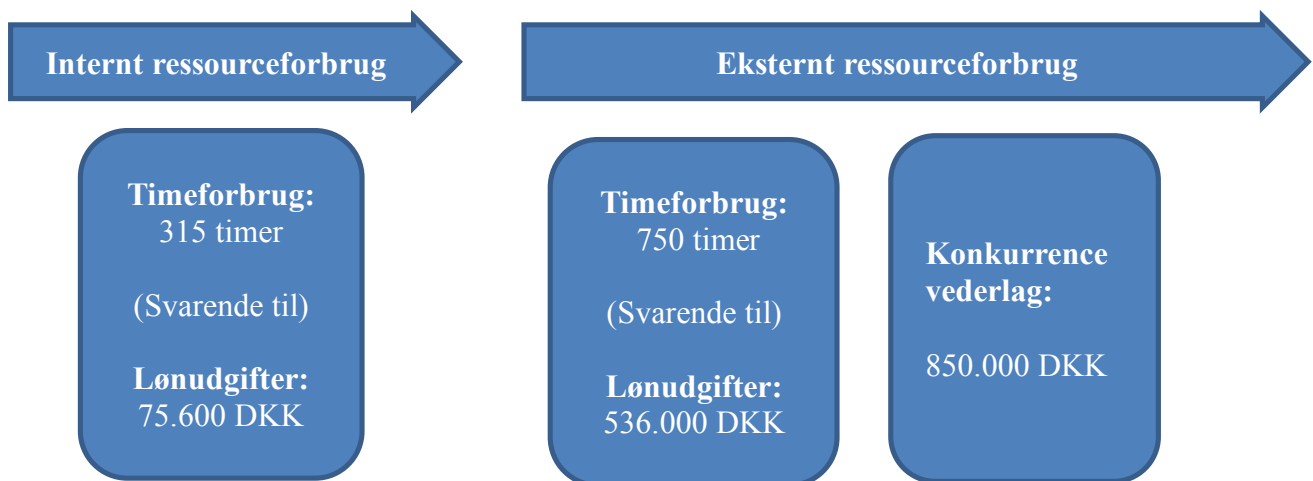 Internt ressourceforbrug
Eksternt ressourceforbrug
Timeforbrug:
315 timer
(Svarende til)
Lønudgifter:
75.600 DKK
Timeforbrug:
750 timer
(Svarende til)
Lønudgifter:
536.000 DKK
Konkurrence
vederlag:
850.000 DKK